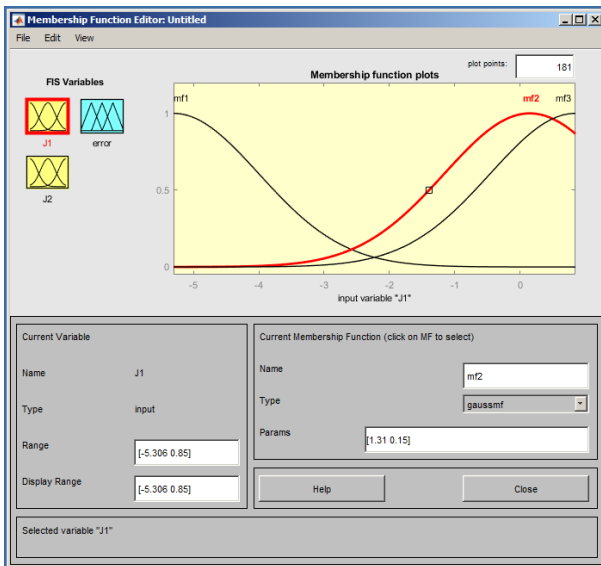 Membership Function Editor: Untitled
File Edit View
FIS Variables
J1
error
J2
plot points:
181
Membership function plots
mf1
mf2
mf3
1
0.5
0
-5 -4 -3 -2 -1 0
input variable "J1"
Current Variable
Name J1
Type input
Range [-5.306 0.85]
Display Range [-5.306 0.85]
Current Membership Function (click on MF to select)
Name mf2
Type gaussmf
Params [1.31 0.15]
Help Close
Selected variable "J1"